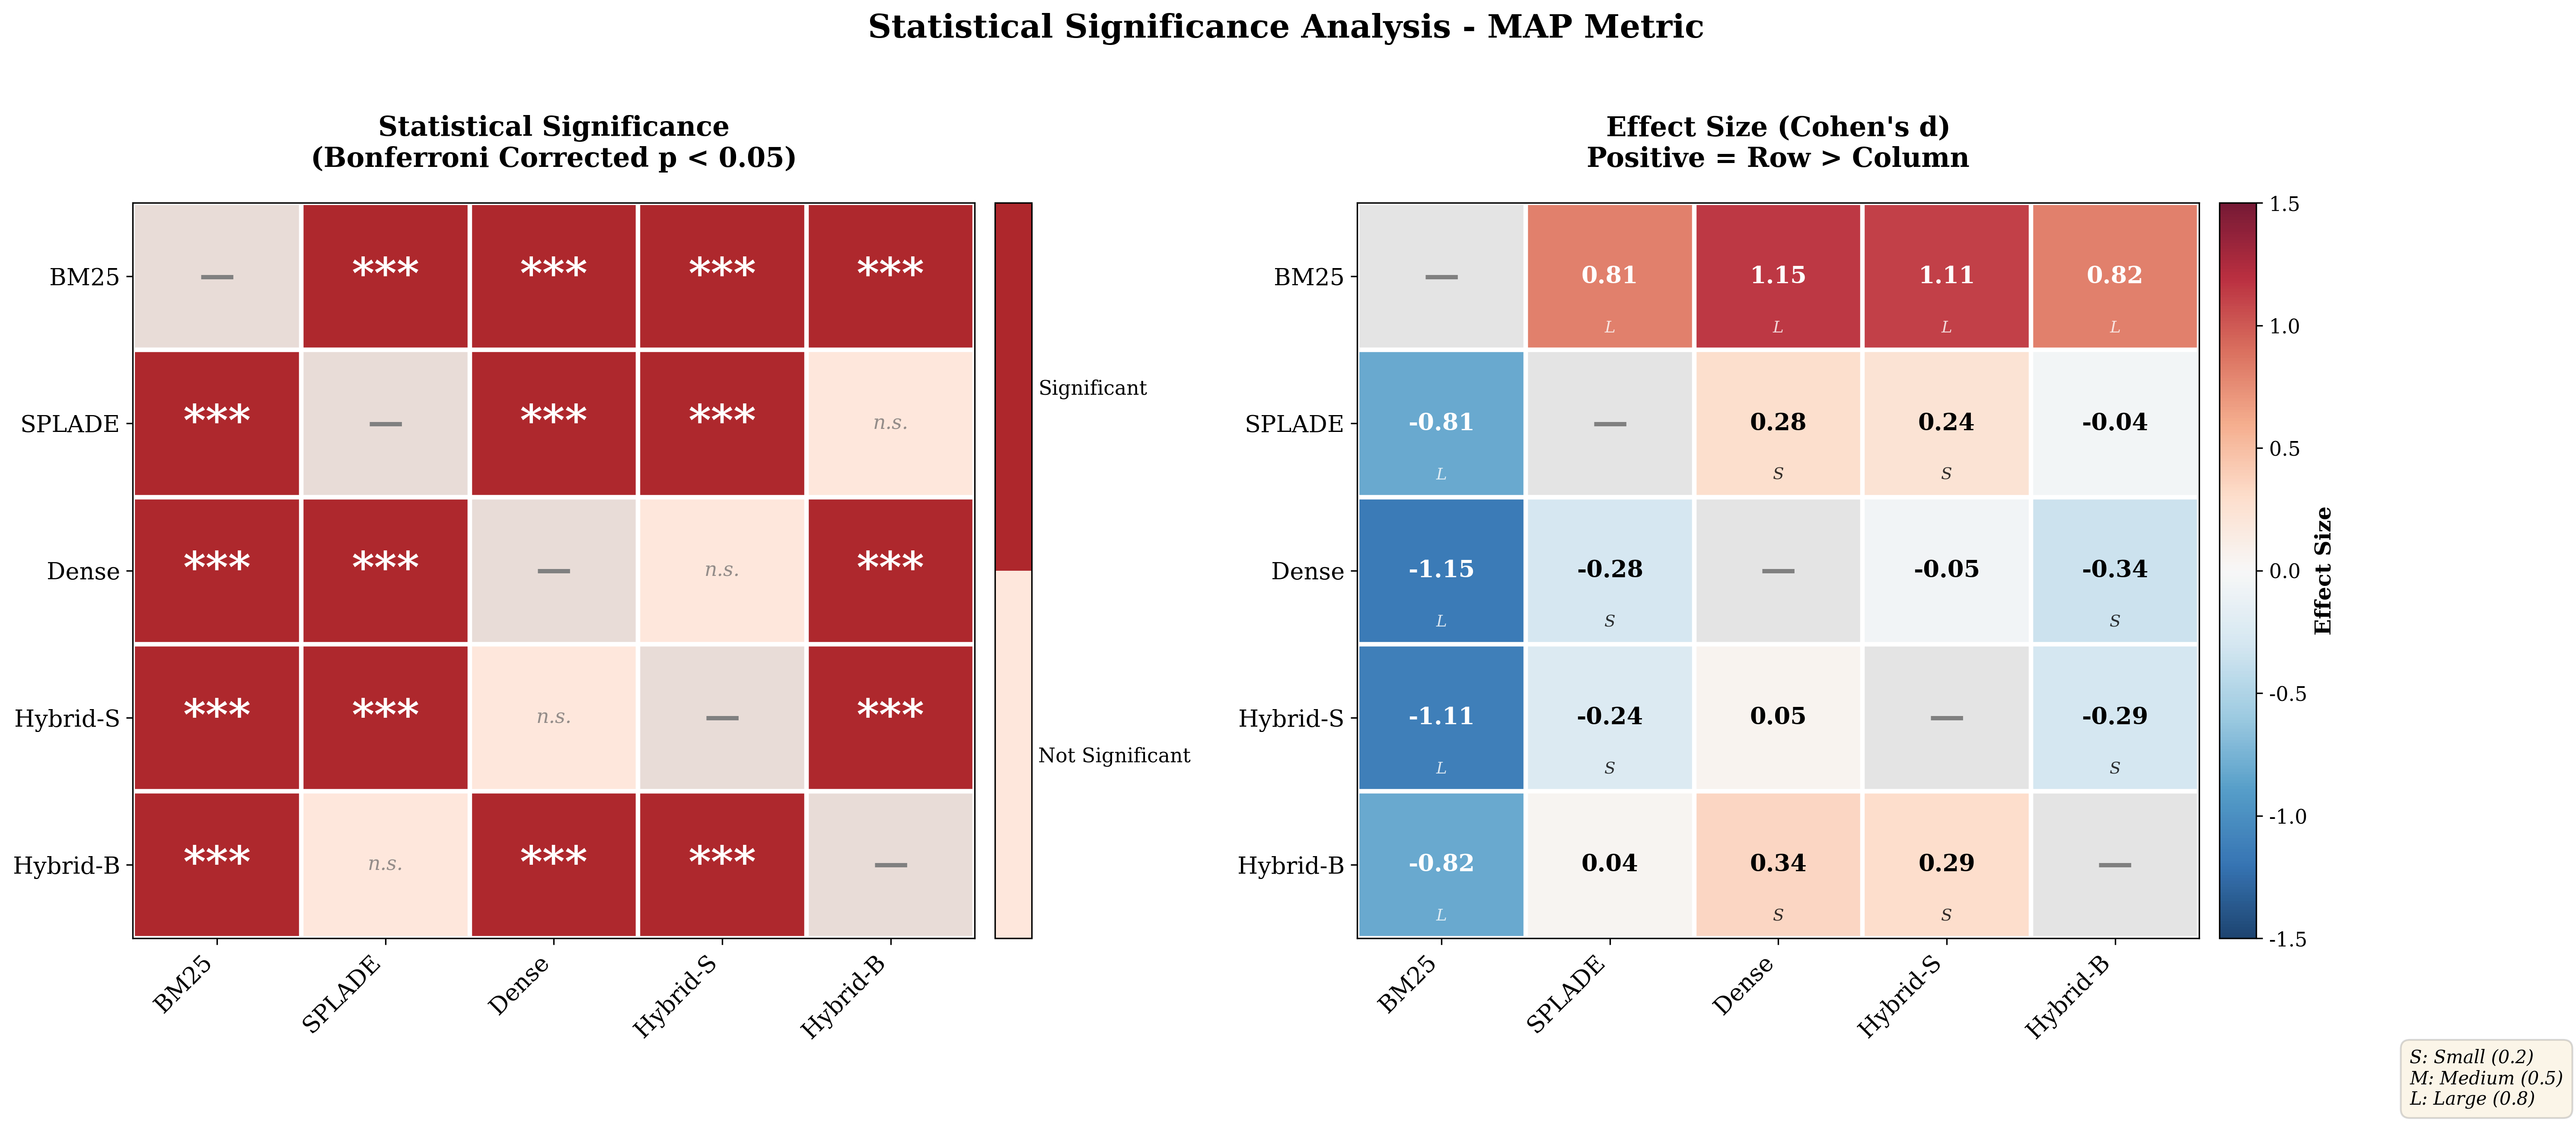 Statistical Significance Analysis - MAP Metric
Statistical Significance
(Bonferroni Corrected p < 0.05)
BM25 — *** *** *** ***
SPLADE *** — *** *** n.s.
Dense *** *** — n.s. ***
Hybrid-S *** *** n.s. — ***
Hybrid-B *** n.s. *** *** —
BM25 SPLADE Dense Hybrid-S Hybrid-B
Significant
Not Significant
Effect Size (Cohen's d)
Positive = Row > Column
BM25 — 0.81 1.15 1.11 0.82
L L L L
SPLADE -0.81 — 0.28 0.24 -0.04
L S S
Dense -1.15 -0.28 — -0.05 -0.34
L S S
Hybrid-S -1.11 -0.24 0.05 — -0.29
L S S
Hybrid-B -0.82 0.04 0.34 0.29 —
L S S
BM25 SPLADE Dense Hybrid-S Hybrid-B
1.5
1.0
0.5
0.0
-0.5
-1.0
-1.5
Effect Size
S: Small (0.2)
M: Medium (0.5)
L: Large (0.8)